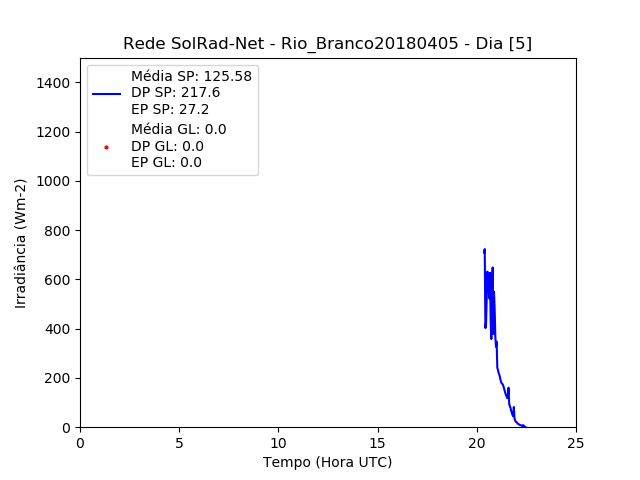 Rede SolRad-Net - Rio_Branco20180405 - Dia [5]
Média SP: 125.58
DP SP: 217.6
EP SP: 27.2
Média GL: 0.0
DP GL: 0.0
EP GL: 0.0
Irradiância (Wm-2)
1400
1200
1000
800
600
400
200
0
0 5 10 15 20 25
Tempo (Hora UTC)